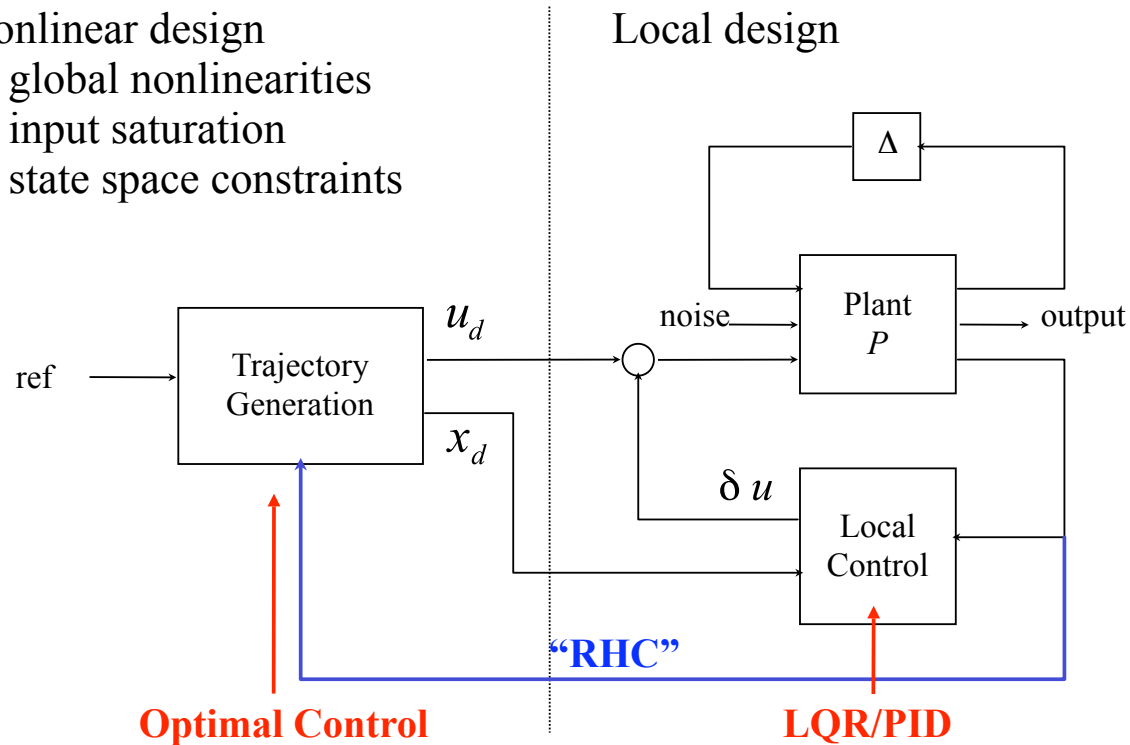 onlinear design
global nonlinearities
input saturation
state space constraints
Local design
Δ
Plant
P
noise
output
u_d
ref
Trajectory
Generation
x_d
δ u
Local
Control
“RHC”
Optimal Control
LQR/PID